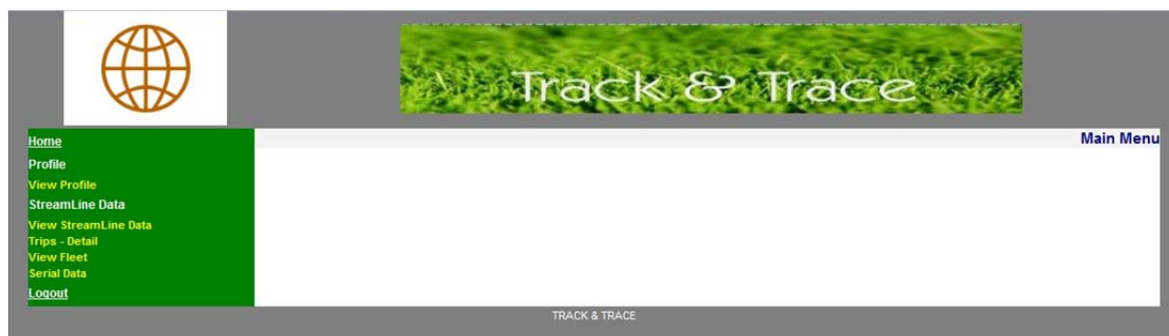 Track & Trace
Home
Main Menu
Profile
View Profile
StreamLine Data
View StreamLine Data
Trips - Detail
View Fleet
Serial Data
Logout
TRACK & TRACE